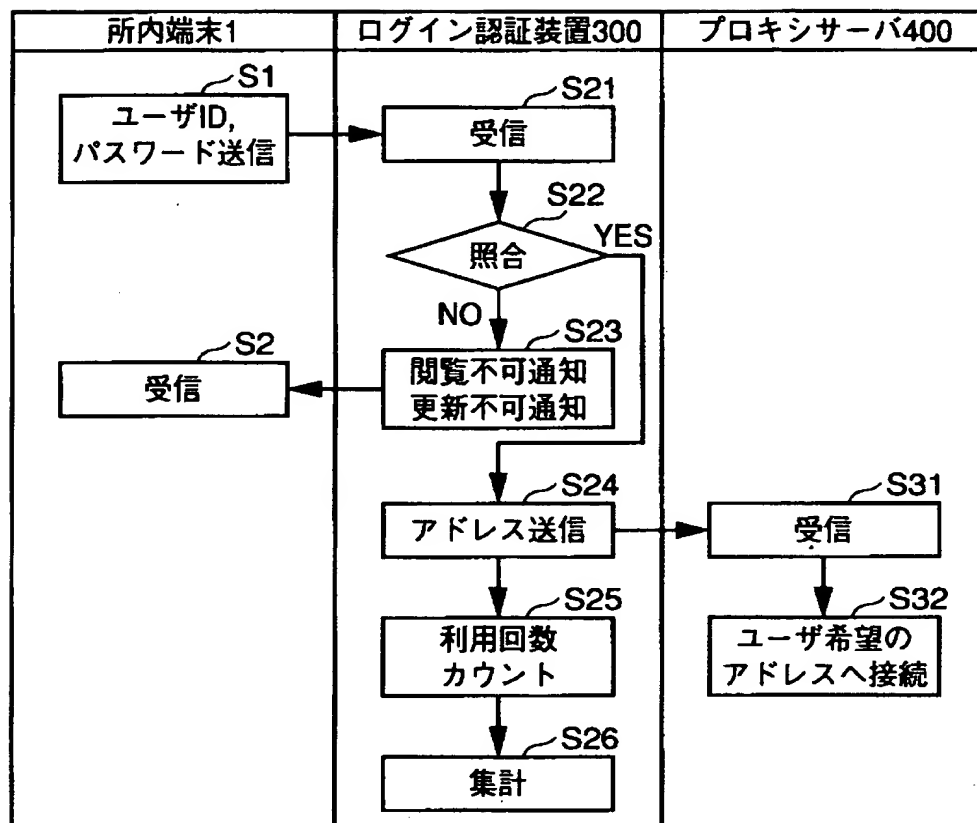 所内端末1
ログイン認証装置300
プロキシサーバ400
S1
ユーザID,
パスワード送信
S21
受信
S22
照合
YES
NO
S23
閲覧不可通知
更新不可通知
S2
受信
S24
アドレス送信
S31
受信
S25
利用回数
カウント
S32
ユーザ希望の
アドレスへ接続
S26
集計